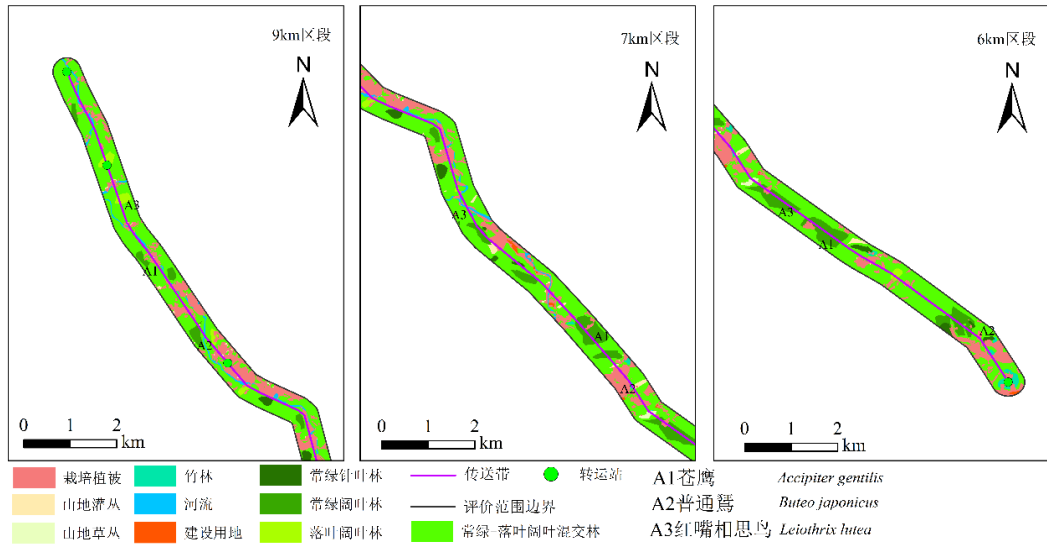 9km区段
N
A3
A1
A2
0 1 2
km
7km区段
N
A3
A1
A2
0 1 2
km
6km区段
N
A3
A1
A2
0 1 2
km
栽培植被 竹林 常绿针叶林 传送带 转运站 A1苍鹰 Accipiter gentilis
山地灌丛 河流 常绿阔叶林 评价范围边界 A2普通鵟 Buteo japonicus
山地草丛 建设用地 落叶阔叶林 常绿-落叶阔叶混交林 A3红嘴相思鸟 Leiothrix lutea